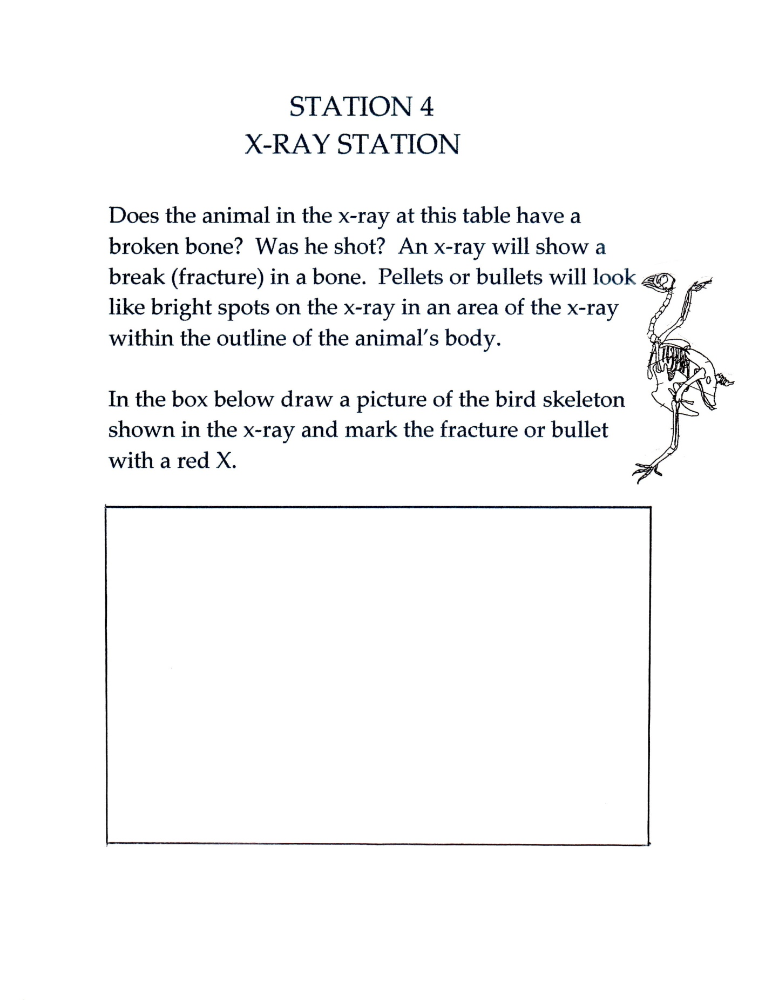 STATION 4
X-RAY STATION
Does the animal in the x-ray at this table have a
broken bone?  Was he shot?  An x-ray will show a
break (fracture) in a bone.  Pellets or bullets will look
like bright spots on the x-ray in an area of the x-ray
within the outline of the animal's body.
In the box below draw a picture of the bird skeleton
shown in the x-ray and mark the fracture or bullet
with a red X.